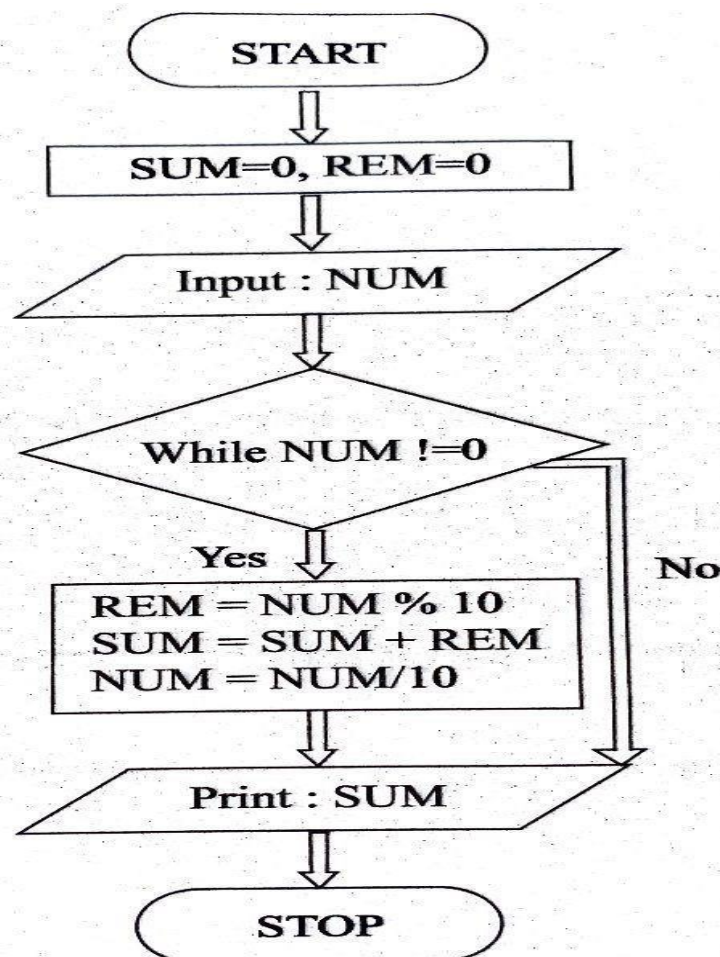 START
SUM=0, REM=0
Input : NUM
While NUM !=0
Yes
No
REM = NUM % 10
SUM = SUM + REM
NUM = NUM/10
Print : SUM
STOP